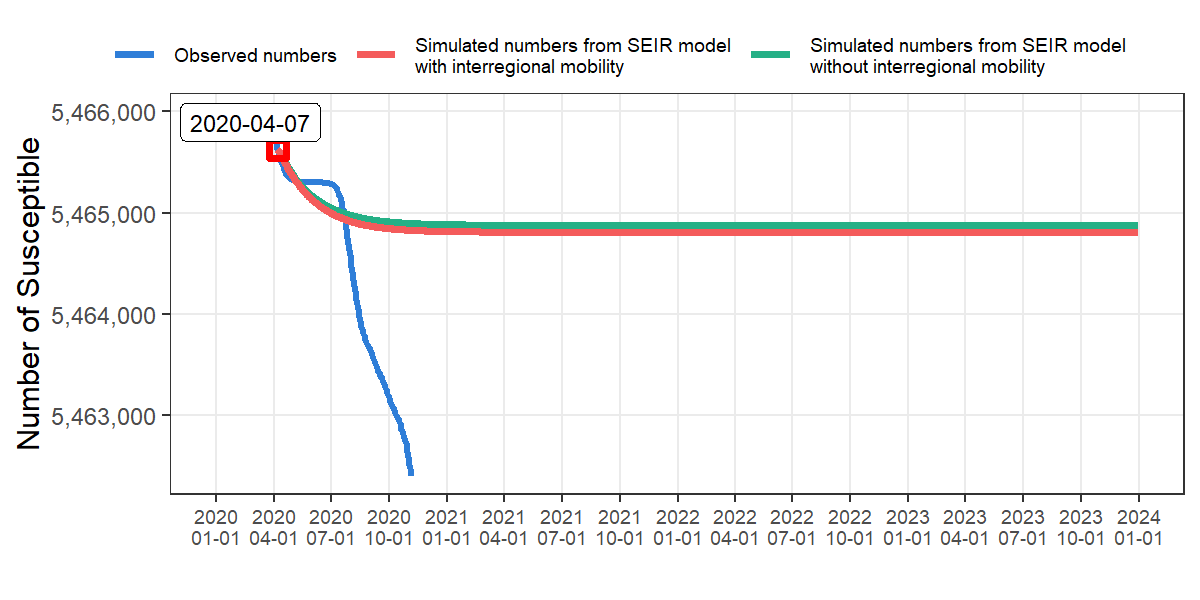 Observed numbers
Simulated numbers from SEIR model
with interregional mobility
Simulated numbers from SEIR model
without interregional mobility
Number of Susceptible
5,466,000
5,465,000
5,464,000
5,463,000
2020-04-07
2020 2020 2020 2020 2021 2021 2021 2021 2022 2022 2022 2022 2023 2023 2023 2023 2024
01-01 04-01 07-01 10-01 01-01 04-01 07-01 10-01 01-01 04-01 07-01 10-01 01-01 04-01 07-01 10-01 01-01